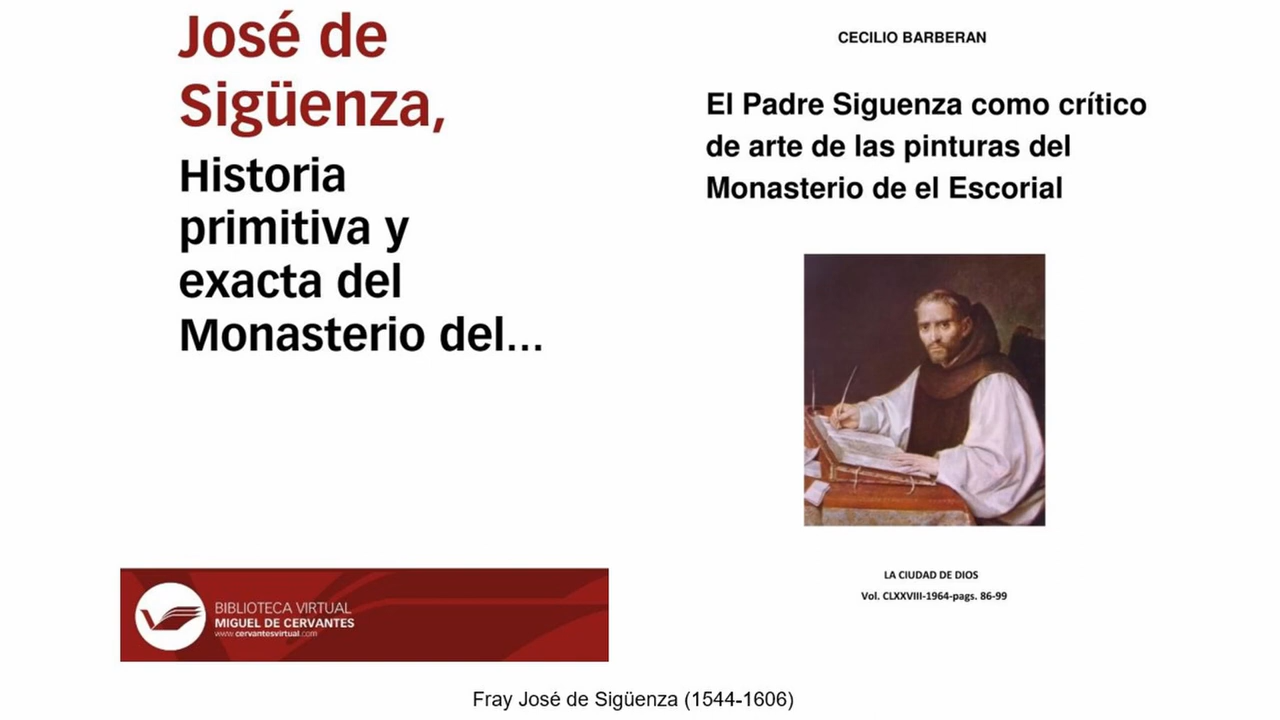 José de
Sigüenza,
Historia
primitiva y
exacta del
Monasterio del...
BIBLIOTECA VIRTUAL
MIGUEL DE CERVANTES
www.cervantesvirtual.com
CECILIO BARBERAN
El Padre Siguenza como crítico
de arte de las pinturas del
Monasterio de el Escorial
LA CIUDAD DE DIOS
Vol. CLXXVIII-1964-pags. 86-99
Fray José de Sigüenza (1544-1606)